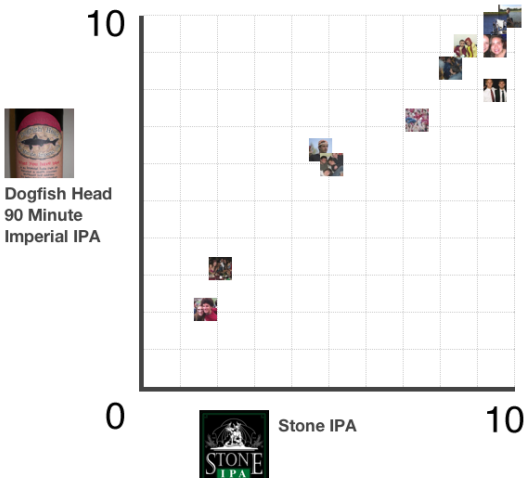 10
Dogfish Head
90 Minute
Imperial IPA
0
STONE
IPA
Stone IPA
10